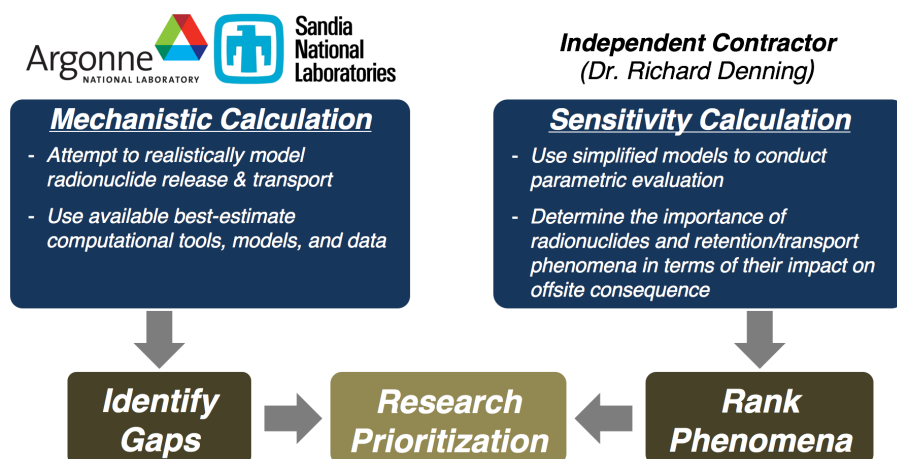 Argonne
NATIONAL LABORATORY
Sandia
National
Laboratories
Mechanistic Calculation
- Attempt to realistically model
radionuclide release & transport
- Use available best-estimate
computational tools, models, and data
Identify
Gaps
Independent Contractor
(Dr. Richard Denning)
Sensitivity Calculation
- Use simplified models to conduct
parametric evaluation
- Determine the importance of
radionuclides and retention/transport
phenomena in terms of their impact on
offsite consequence
Rank
Phenomena
Research
Prioritization